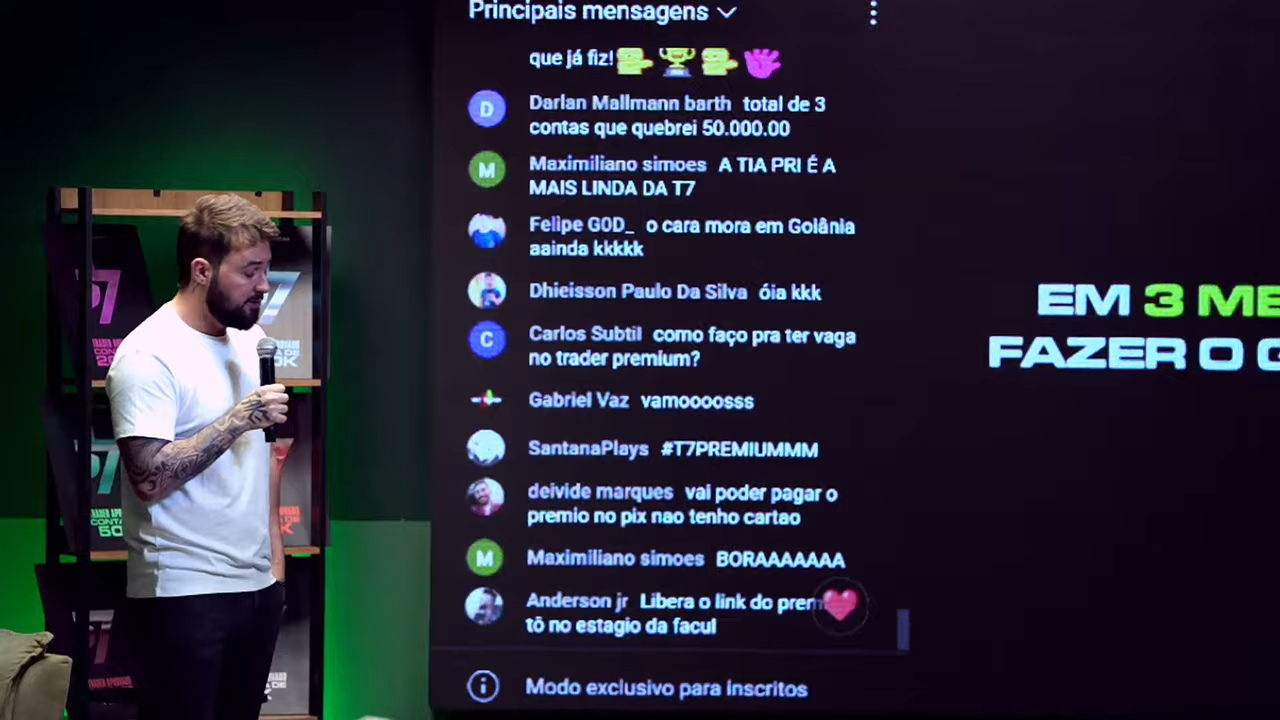 Principais mensagens
que já fiz!
Darlan Mallmann barth total de 3
contas que quebrei 50.000.00
Maximiliano simoes A TIA PRI É A
MAIS LINDA DA T7
Felipe G0D_ o cara mora em Goiânia
aainda kkkkk
Dhieisson Paulo Da Silva óia kkk
Carlos Subtil como faço pra ter vaga
no trader premium?
Gabriel Vaz vamoooosss
SantanaPlays #T7PREMIUMMM
deivide marques vai poder pagar o
premio no pix nao tenho cartao
Maximiliano simoes BORAAAAAAA
Anderson jr Libera o link do prem
tô no estagio da facul
Modo exclusivo para inscritos
EM 3 ME
FAZER O G